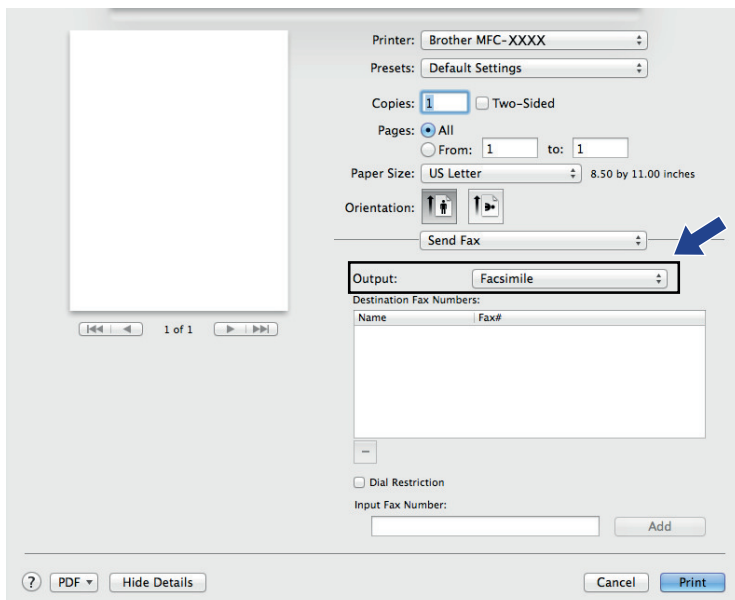 Printer: Brother MFC-XXXX
Presets: Default Settings
Copies: 1 Two-Sided
Pages: All
From: 1 to: 1
Paper Size: US Letter 8.50 by 11.00 inches
Orientation:
Send Fax
Output: Facsimile
Destination Fax Numbers:
Name Fax#
1 of 1
Dial Restriction
Input Fax Number:
Add
? PDF Hide Details Cancel Print